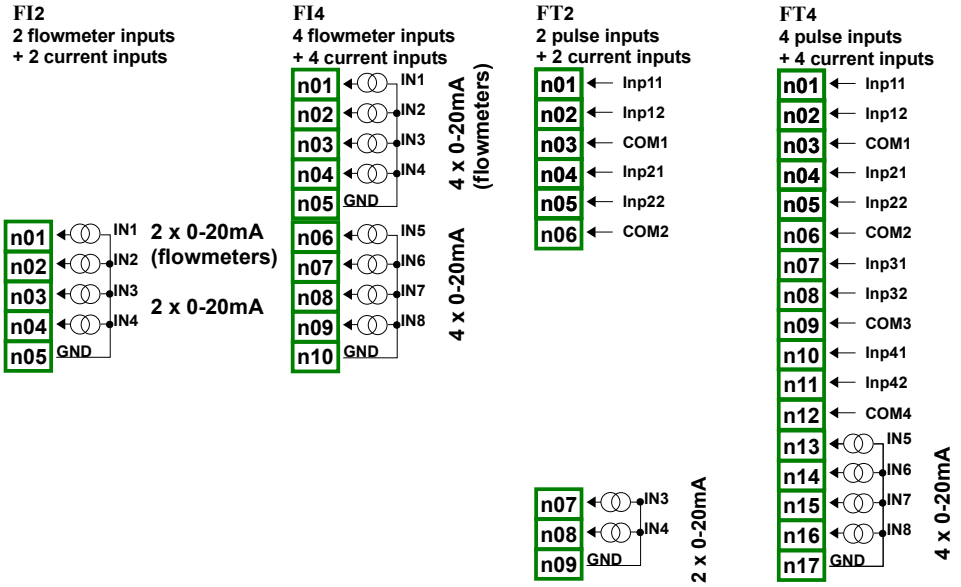 FI2
2 flowmeter inputs
+ 2 current inputs
n01 IN1
n02 IN2
n03 IN3
n04 IN4
n05 GND
2 x 0-20mA
(flowmeters)
2 x 0-20mA
FI4
4 flowmeter inputs
+ 4 current inputs
n01 IN1
n02 IN2
n03 IN3
n04 IN4
n05 GND
4 x 0-20mA
(flowmeters)
n06 IN5
n07 IN6
n08 IN7
n09 IN8
n10 GND
4 x 0-20mA
FT2
2 pulse inputs
+ 2 current inputs
n01 Inp11
n02 Inp12
n03 COM1
n04 Inp21
n05 Inp22
n06 COM2
n07 IN3
n08 IN4
n09 GND
2 x 0-20mA
FT4
4 pulse inputs
+ 4 current inputs
n01 Inp11
n02 Inp12
n03 COM1
n04 Inp21
n05 Inp22
n06 COM2
n07 Inp31
n08 Inp32
n09 COM3
n10 Inp41
n11 Inp42
n12 COM4
n13 IN5
n14 IN6
n15 IN7
n16 IN8
n17 GND
4 x 0-20mA